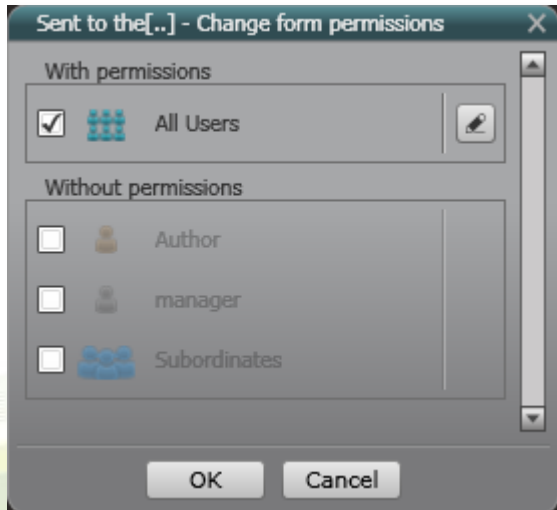 Sent to the[..] - Change form permissions
With permissions
All Users
Without permissions
Author
manager
Subordinates
OK
Cancel